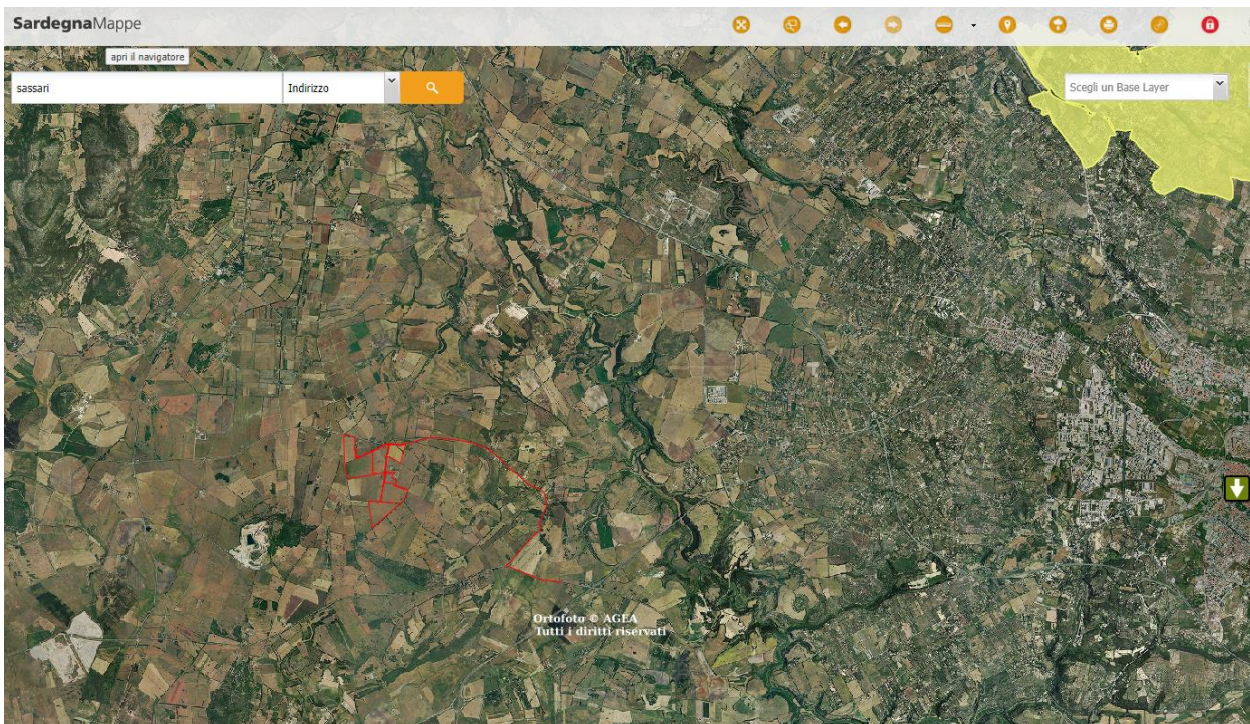 SardegnaMappe
apri il navigatore
sassari
Indirizzo
Scegli un Base Layer
Ortofoto © AGEA
Tutti i diritti riservati